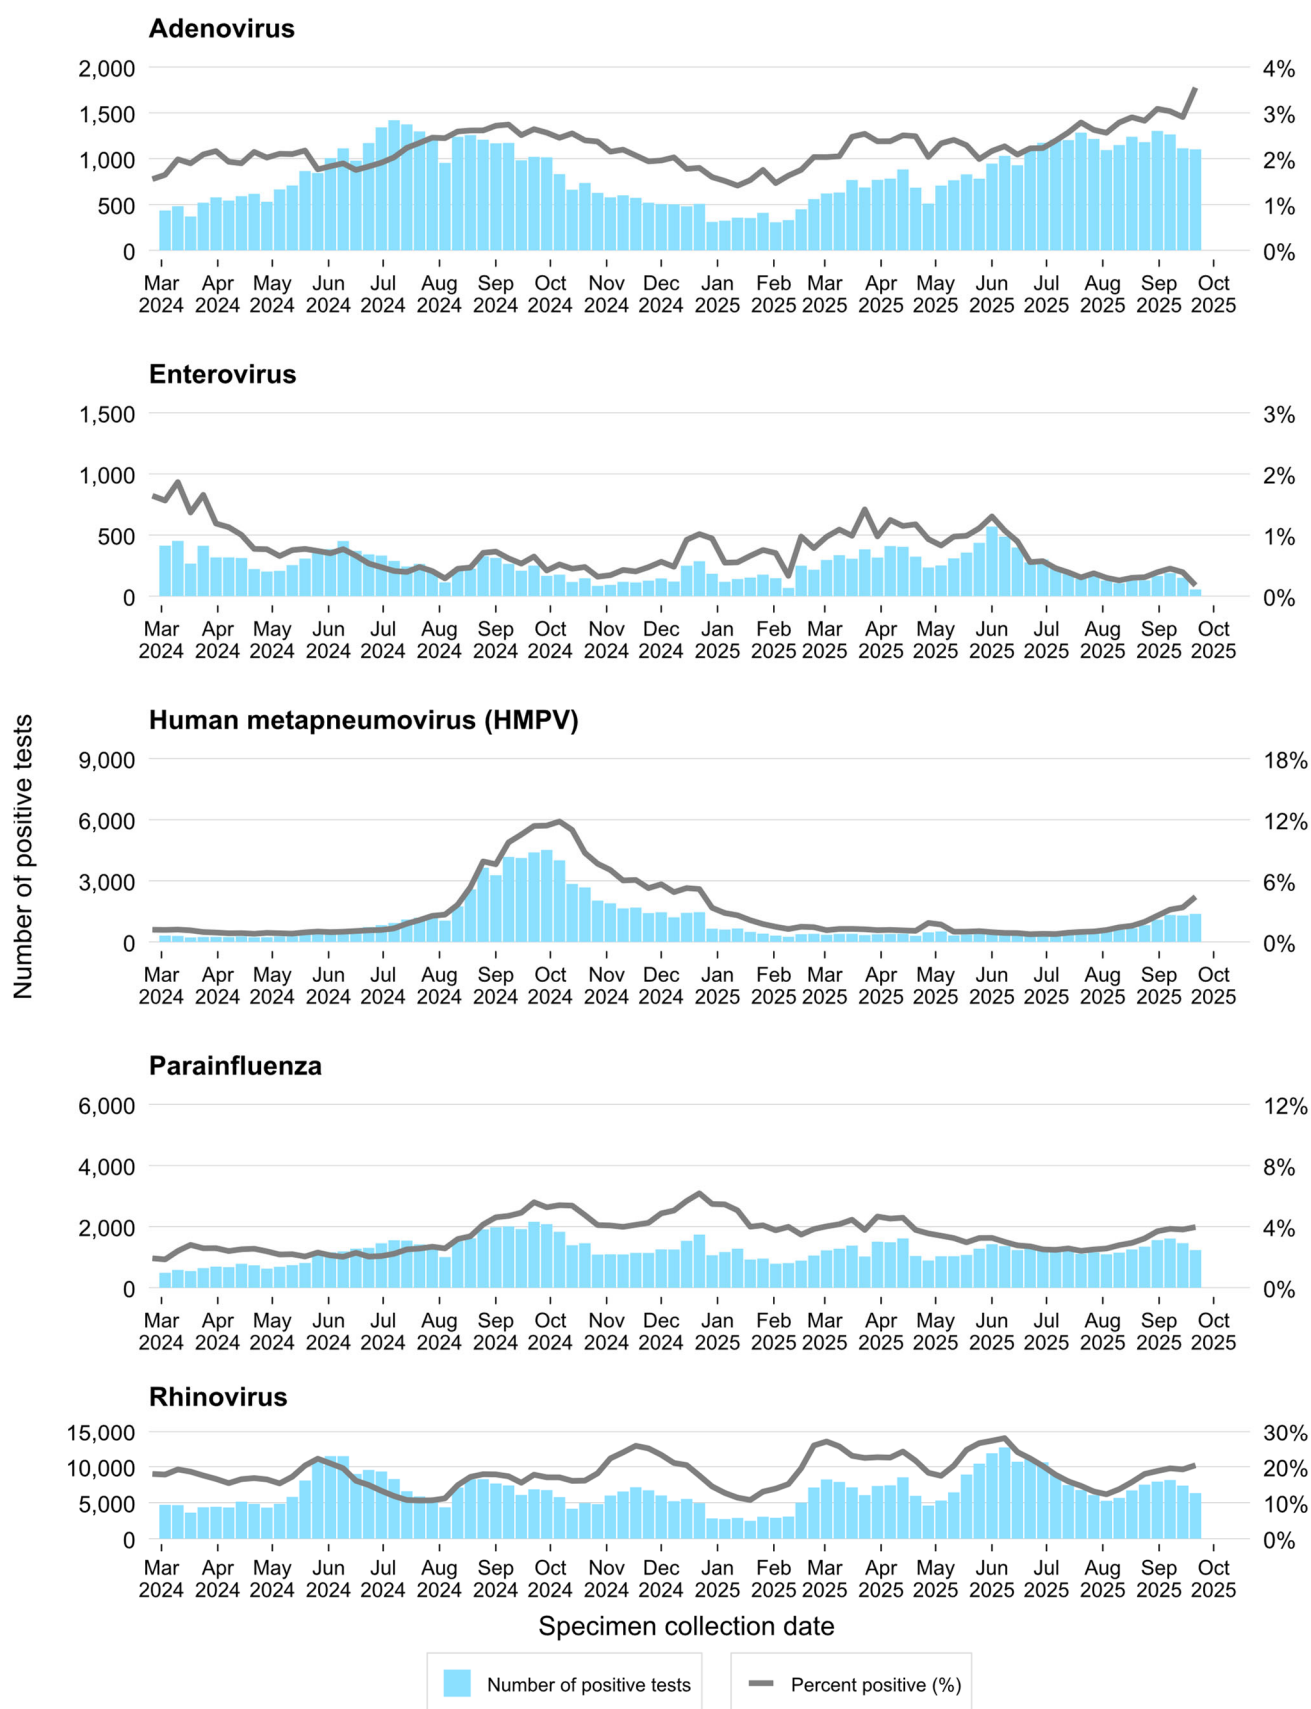 Adenovirus
2,000 4%
1,500 3%
1,000 2%
500 1%
0 0%
Mar Apr May Jun Jul Aug Sep Oct Nov Dec Jan Feb Mar Apr May Jun Jul Aug Sep Oct
2024 2024 2024 2024 2024 2024 2024 2024 2024 2024 2025 2025 2025 2025 2025 2025 2025 2025 2025 2025
Enterovirus
1,500 3%
1,000 2%
500 1%
0 0%
Mar Apr May Jun Jul Aug Sep Oct Nov Dec Jan Feb Mar Apr May Jun Jul Aug Sep Oct
2024 2024 2024 2024 2024 2024 2024 2024 2024 2024 2025 2025 2025 2025 2025 2025 2025 2025 2025 2025
Number of positive tests
Human metapneumovirus (HMPV)
9,000 18%
6,000 12%
3,000 6%
0 0%
Mar Apr May Jun Jul Aug Sep Oct Nov Dec Jan Feb Mar Apr May Jun Jul Aug Sep Oct
2024 2024 2024 2024 2024 2024 2024 2024 2024 2024 2025 2025 2025 2025 2025 2025 2025 2025 2025 2025
Parainfluenza
6,000 12%
4,000 8%
2,000 4%
0 0%
Mar Apr May Jun Jul Aug Sep Oct Nov Dec Jan Feb Mar Apr May Jun Jul Aug Sep Oct
2024 2024 2024 2024 2024 2024 2024 2024 2024 2024 2025 2025 2025 2025 2025 2025 2025 2025 2025 2025
Rhinovirus
15,000 30%
10,000 20%
5,000 10%
0 0%
Mar Apr May Jun Jul Aug Sep Oct Nov Dec Jan Feb Mar Apr May Jun Jul Aug Sep Oct
2024 2024 2024 2024 2024 2024 2024 2024 2024 2024 2025 2025 2025 2025 2025 2025 2025 2025 2025 2025
Specimen collection date
Number of positive tests Percent positive (%)